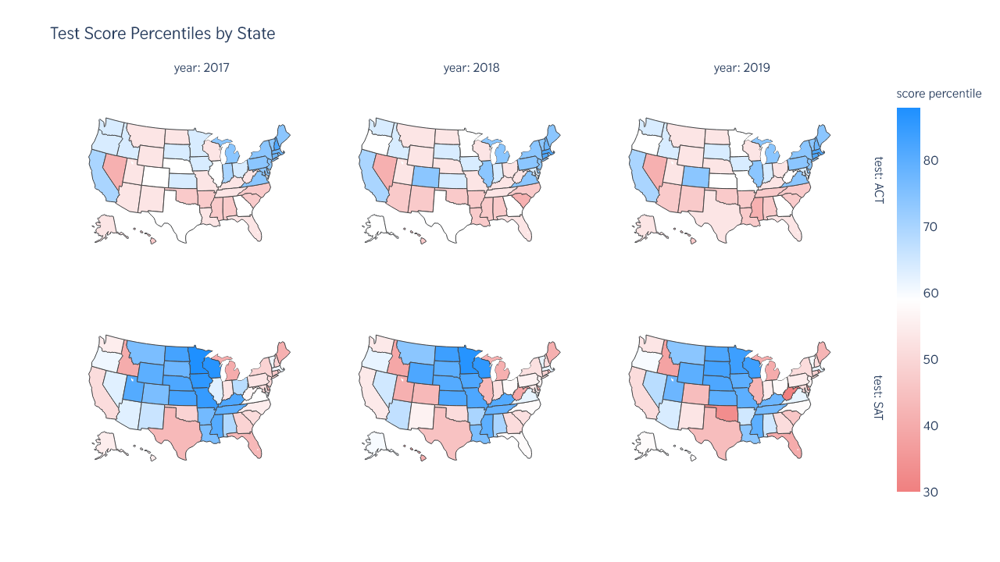 Test Score Percentiles by State
year: 2017
year: 2018
year: 2019
score percentile
80
70
60
50
40
30
test: ACT
test: SAT